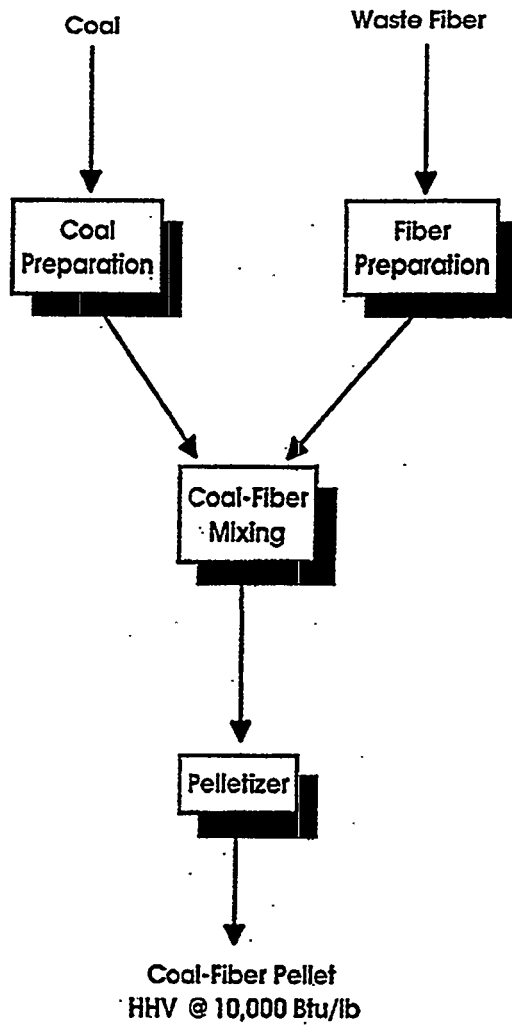 Coal
Waste Fiber
Coal
Preparation
Fiber
Preparation
Coal-Fiber
Mixing
Pelletizer
Coal-Fiber Pellet
HHV @ 10,000 Btu/lb